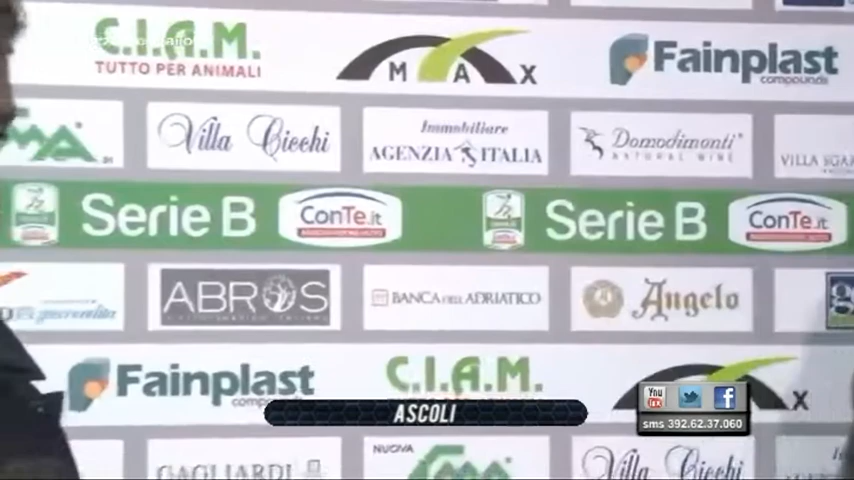 C.I.A.M.
TUTTO PER ANIMALI
MAX
Fainplast
compounds
Villa Cicchi
Immobiliare
AGENZIA ITALIA
Domodimonti
NATURAL WINE
Serie B
ConTe.it
Serie B
ConTe.it
ABROS
BANCA DELL'ADRIATICO
Angelo
Fainplast
C.I.A.M.
ASCOLI
You
sms 392.62.37.060
GAGLIARDI
NUOVA
Villa Cicchi